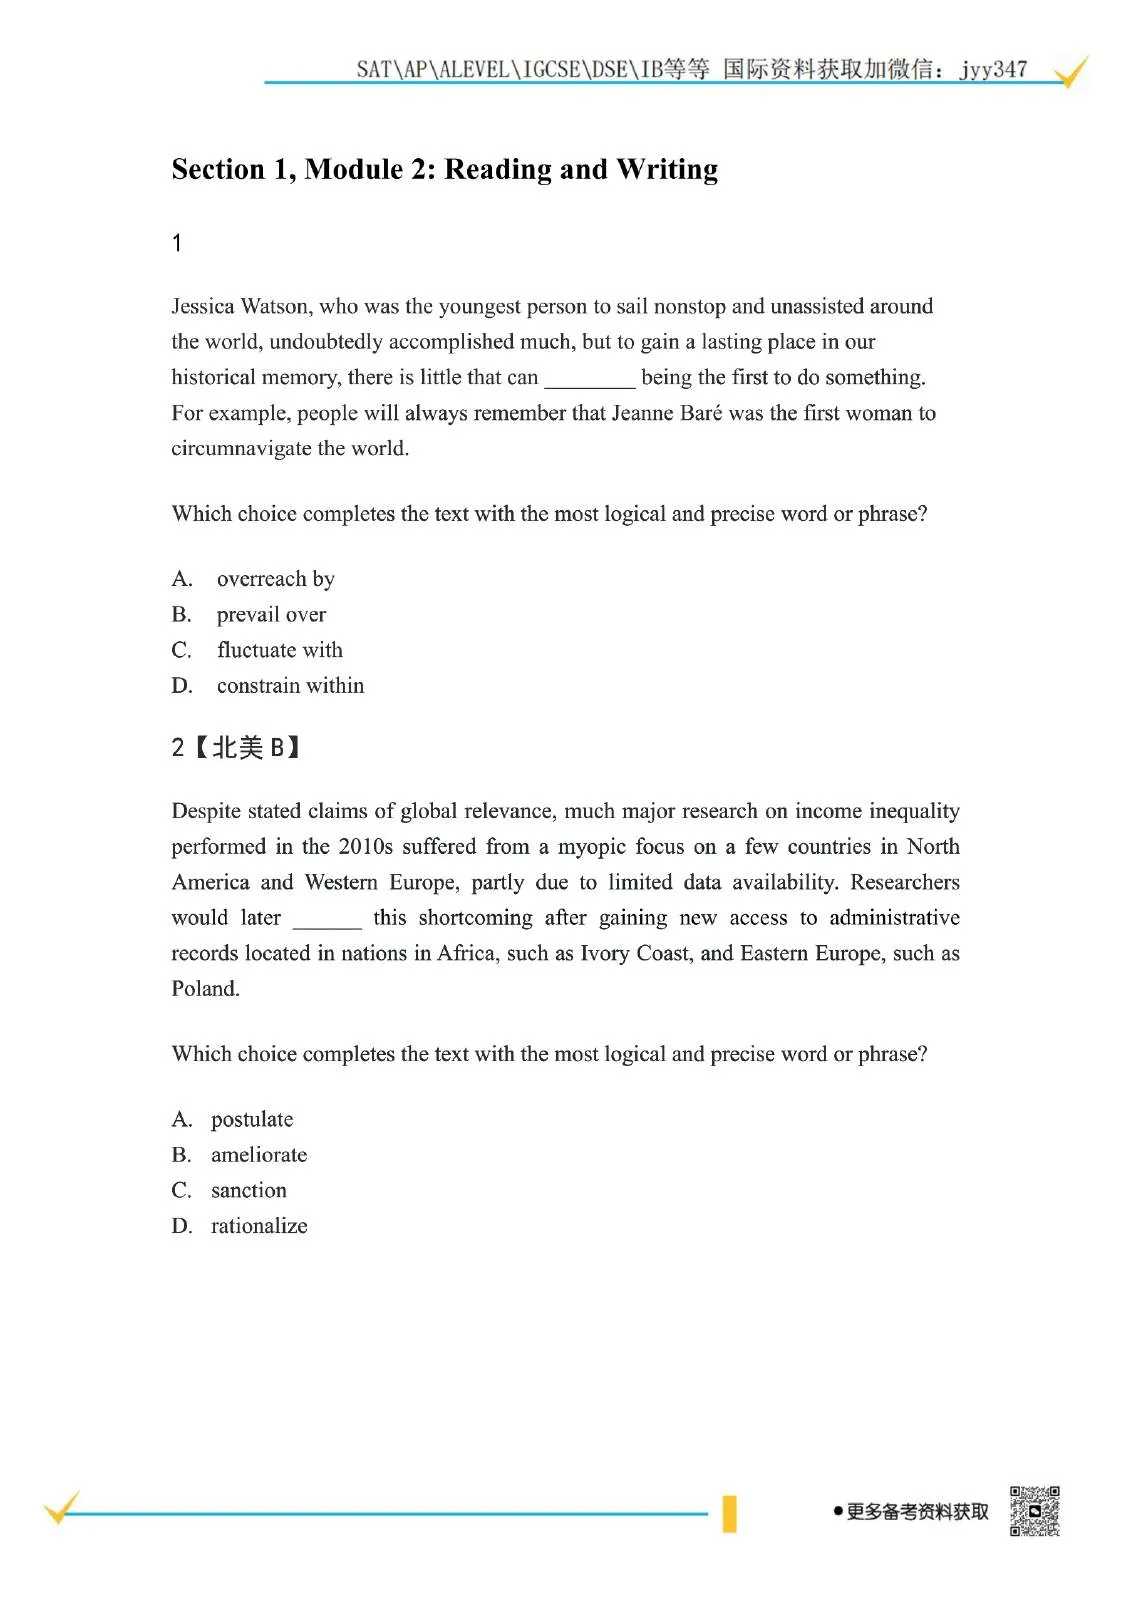 SAT\AP\ALEVEL\IGCSE\DSE\IB等等 国际资料获取加微信：jyy347
Section 1, Module 2: Reading and Writing
1
Jessica Watson, who was the youngest person to sail nonstop and unassisted around
the world, undoubtedly accomplished much, but to gain a lasting place in our
historical memory, there is little that can ________ being the first to do something.
For example, people will always remember that Jeanne Baré was the first woman to
circumnavigate the world.
Which choice completes the text with the most logical and precise word or phrase?
A. overreach by
B. prevail over
C. fluctuate with
D. constrain within
2【北美 B】
Despite stated claims of global relevance, much major research on income inequality
performed in the 2010s suffered from a myopic focus on a few countries in North
America and Western Europe, partly due to limited data availability. Researchers
would later ______ this shortcoming after gaining new access to administrative
records located in nations in Africa, such as Ivory Coast, and Eastern Europe, such as
Poland.
Which choice completes the text with the most logical and precise word or phrase?
A. postulate
B. ameliorate
C. sanction
D. rationalize
●更多备考资料获取